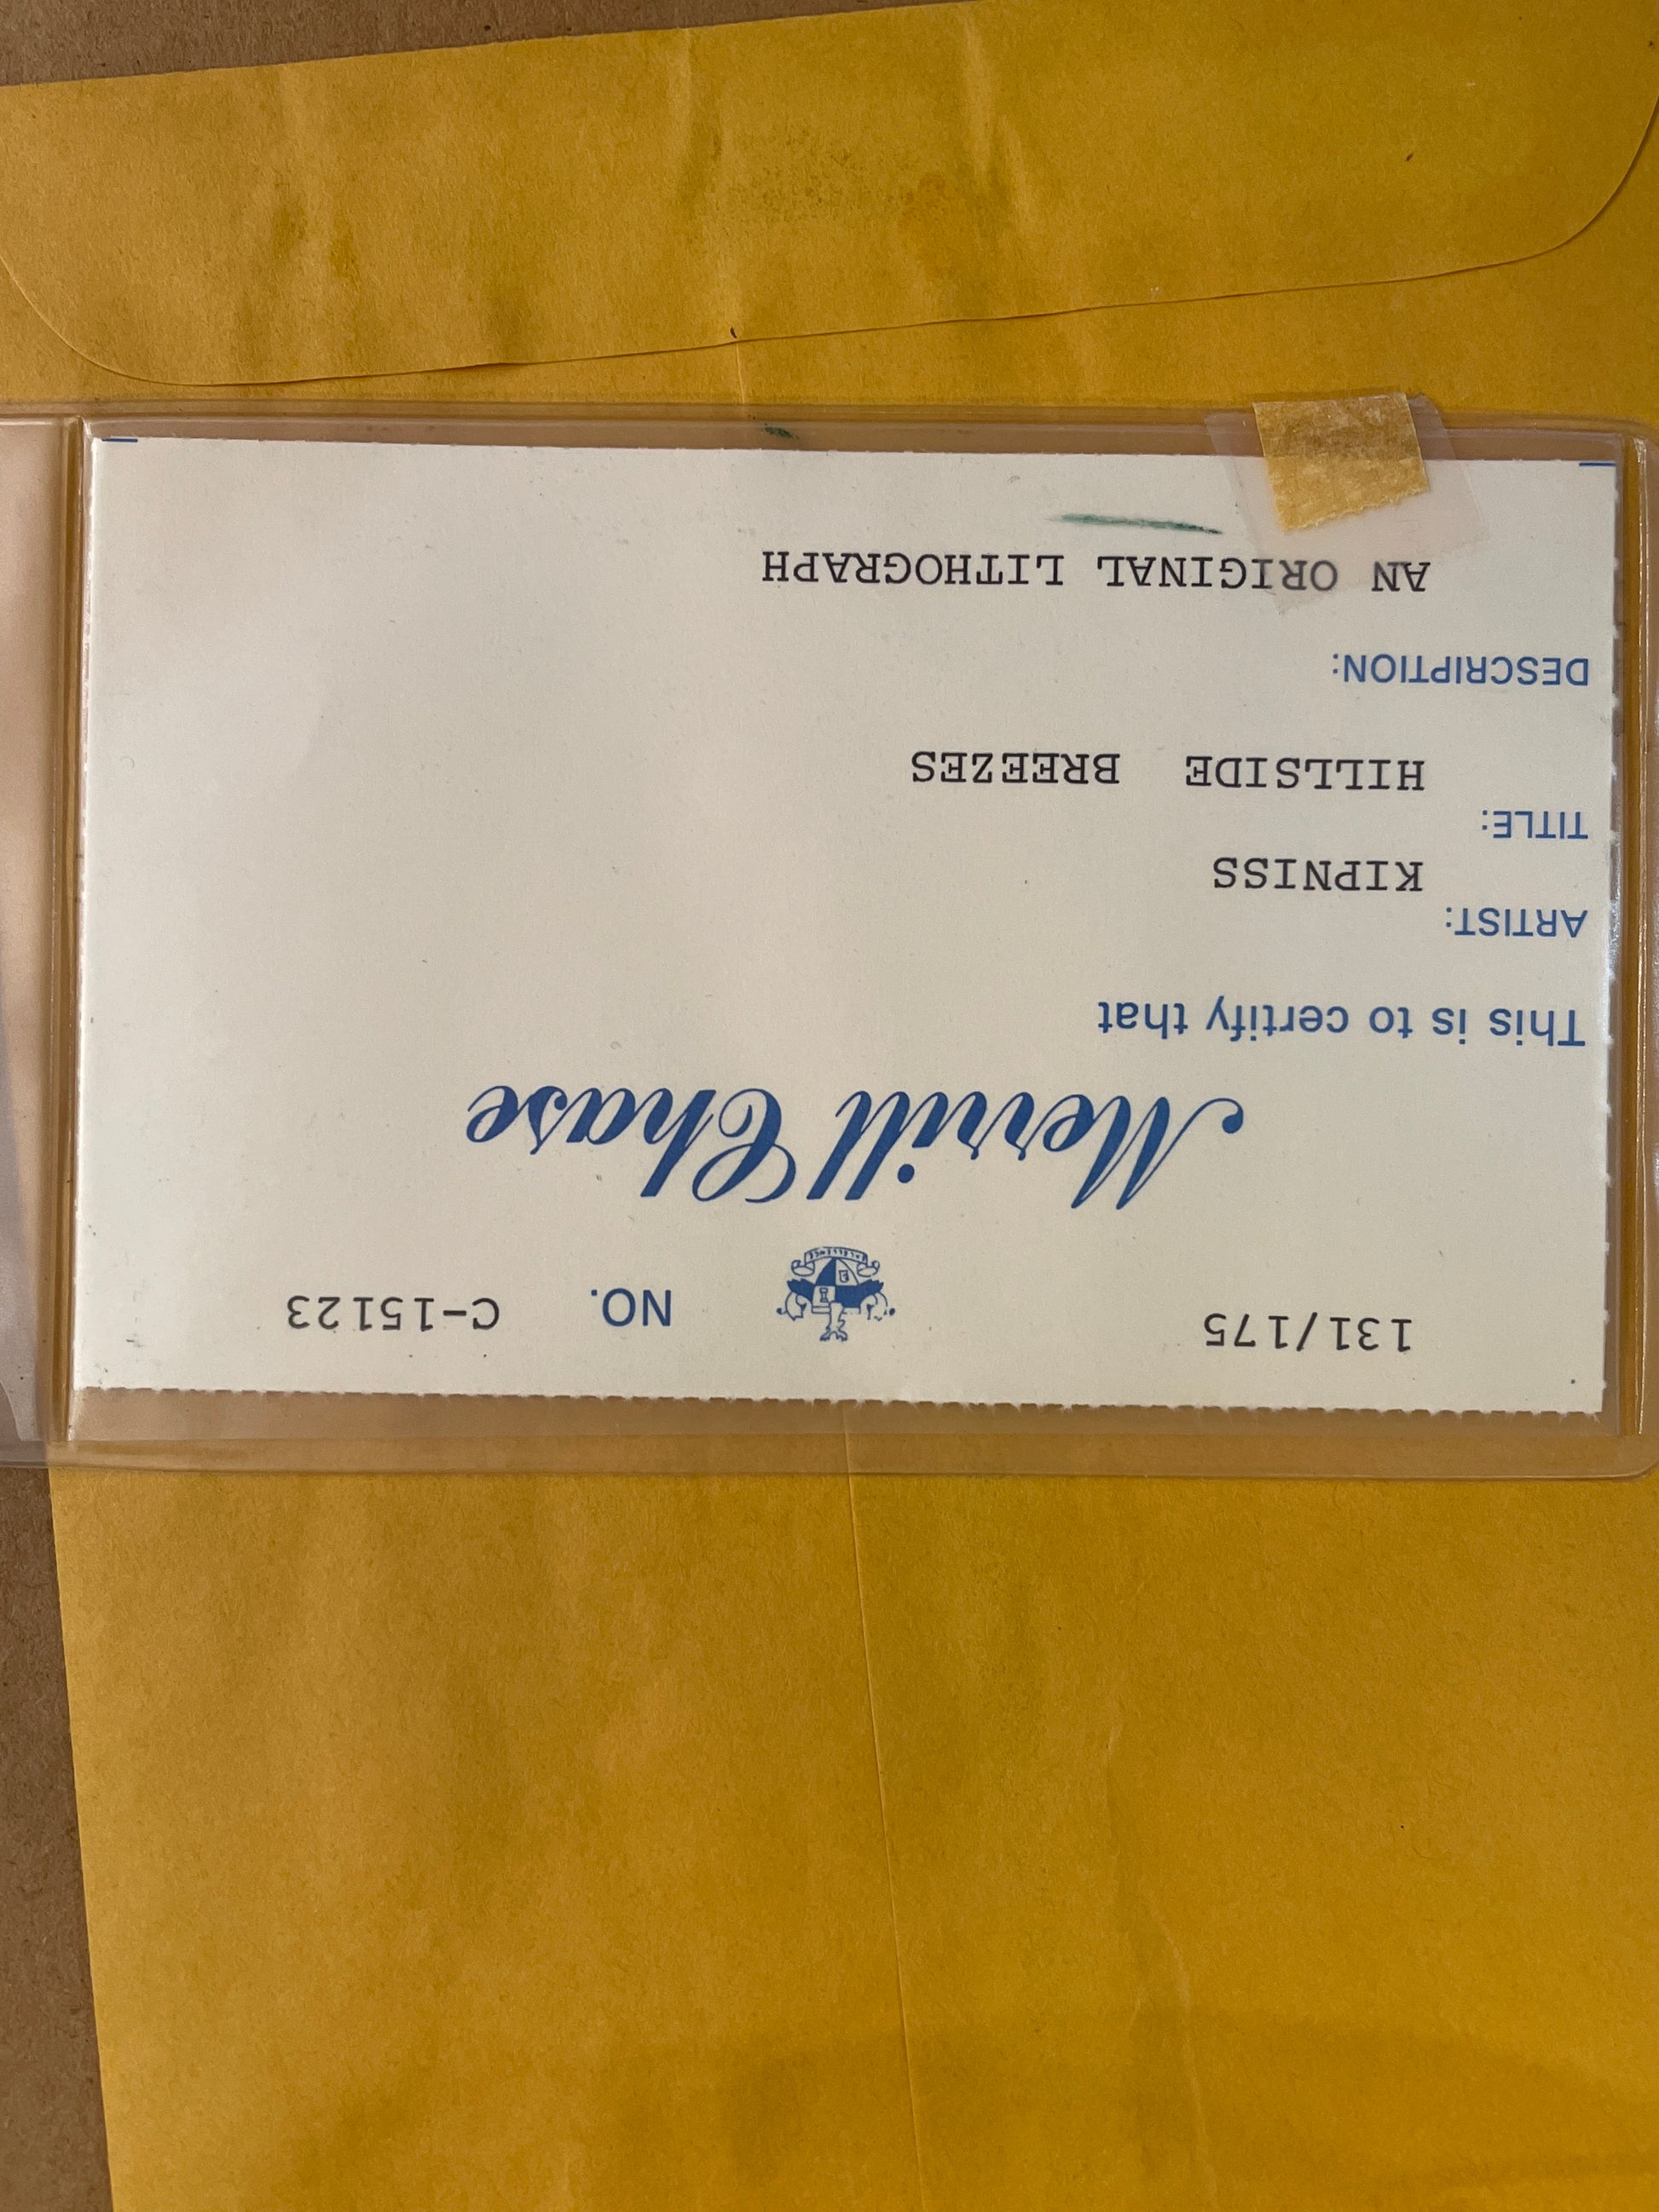 131/175 NO. C-15123
EXCELLENCE
Merrill Chase
This is to certify that
ARTIST:
KIPNISS
TITLE:
HILLSIDE BREEZES
DESCRIPTION:
AN ORIGINAL LITHOGRAPH